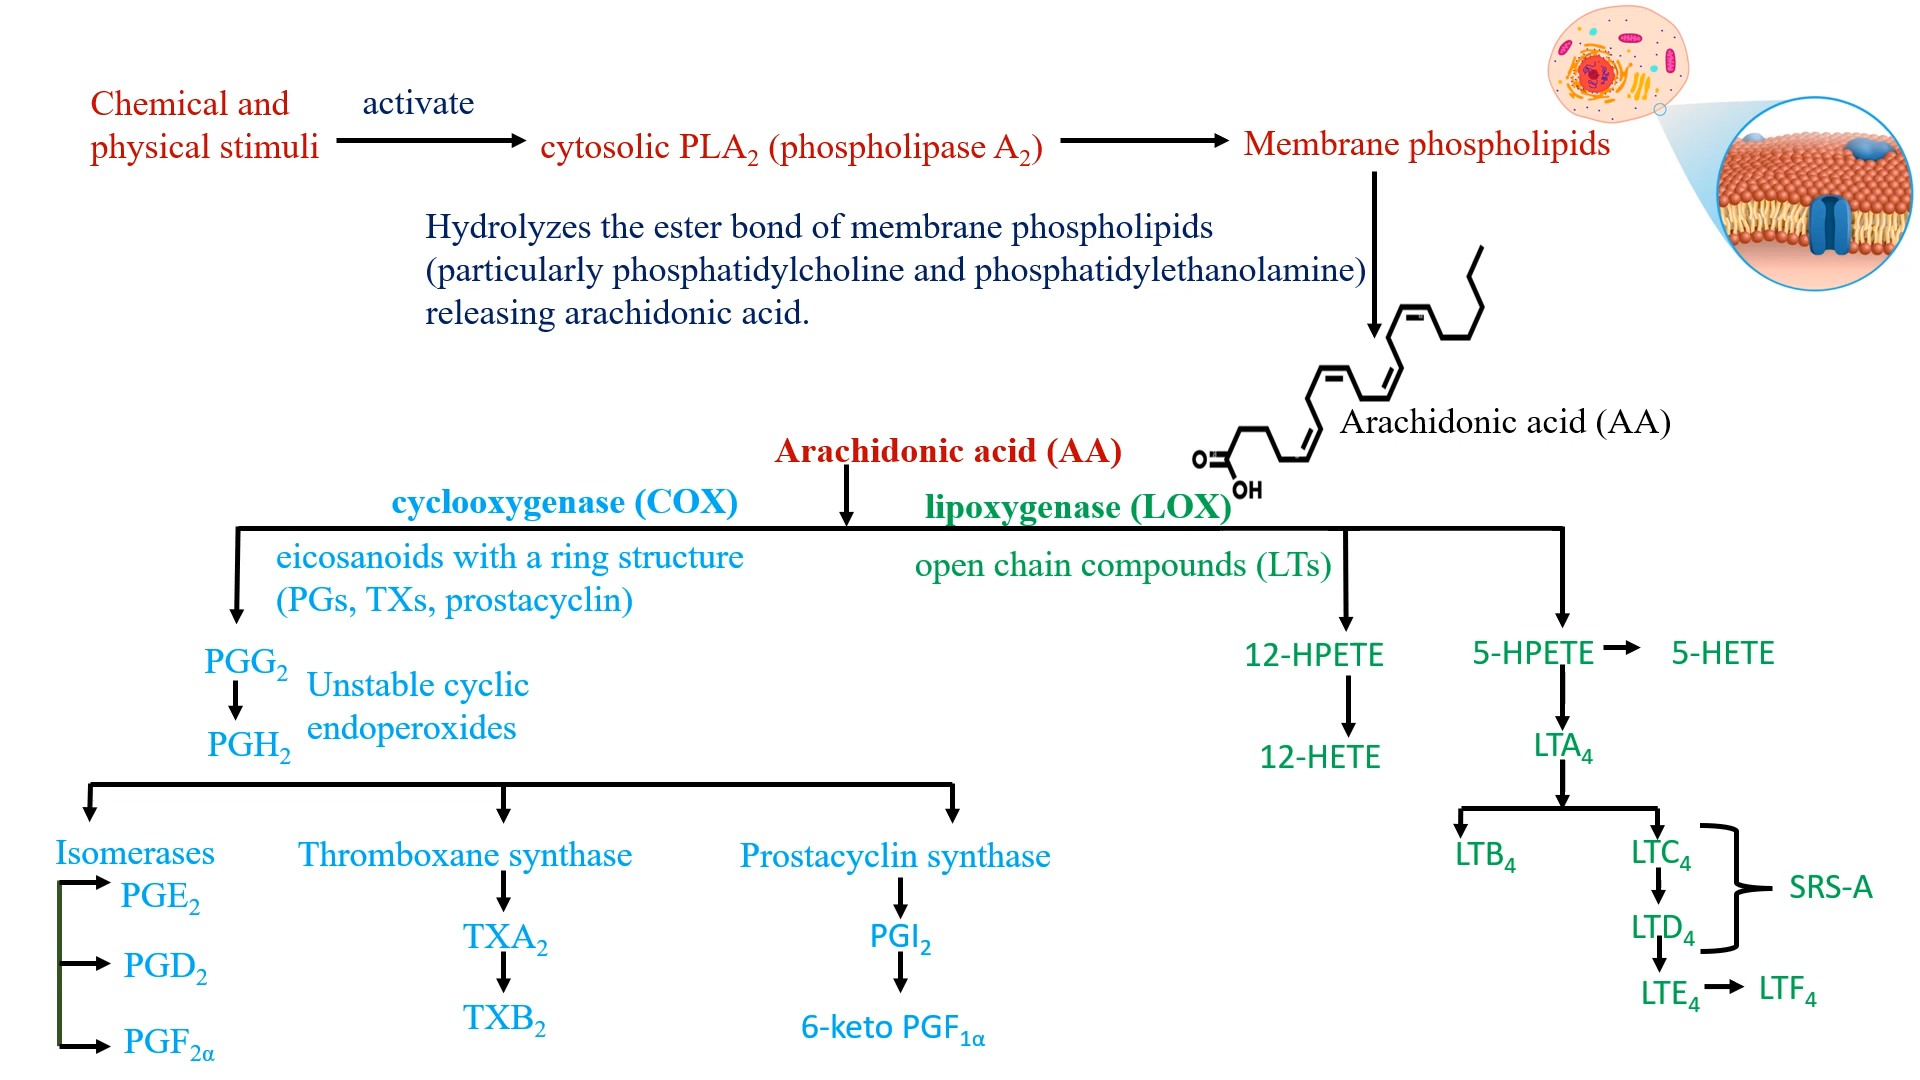 Chemical and
physical stimuli
activate
cytosolic PLA₂ (phospholipase A₂)
Membrane phospholipids
Hydrolyzes the ester bond of membrane phospholipids
(particularly phosphatidylcholine and phosphatidylethanolamine)
releasing arachidonic acid.
O
OH
Arachidonic acid (AA)
Arachidonic acid (AA)
cyclooxygenase (COX)
lipoxygenase (LOX)
eicosanoids with a ring structure
(PGs, TXs, prostacyclin)
open chain compounds (LTs)
PGG₂
Unstable cyclic
endoperoxides
PGH₂
12-HPETE
5-HPETE
5-HETE
12-HETE
LTA₄
Isomerases
Thromboxane synthase
Prostacyclin synthase
LTB₄
LTC₄
SRS-A
PGE₂
TXA₂
PGI₂
LTD₄
PGD₂
TXB₂
6-keto PGF₁α
LTE₄
LTF₄
PGF₂α